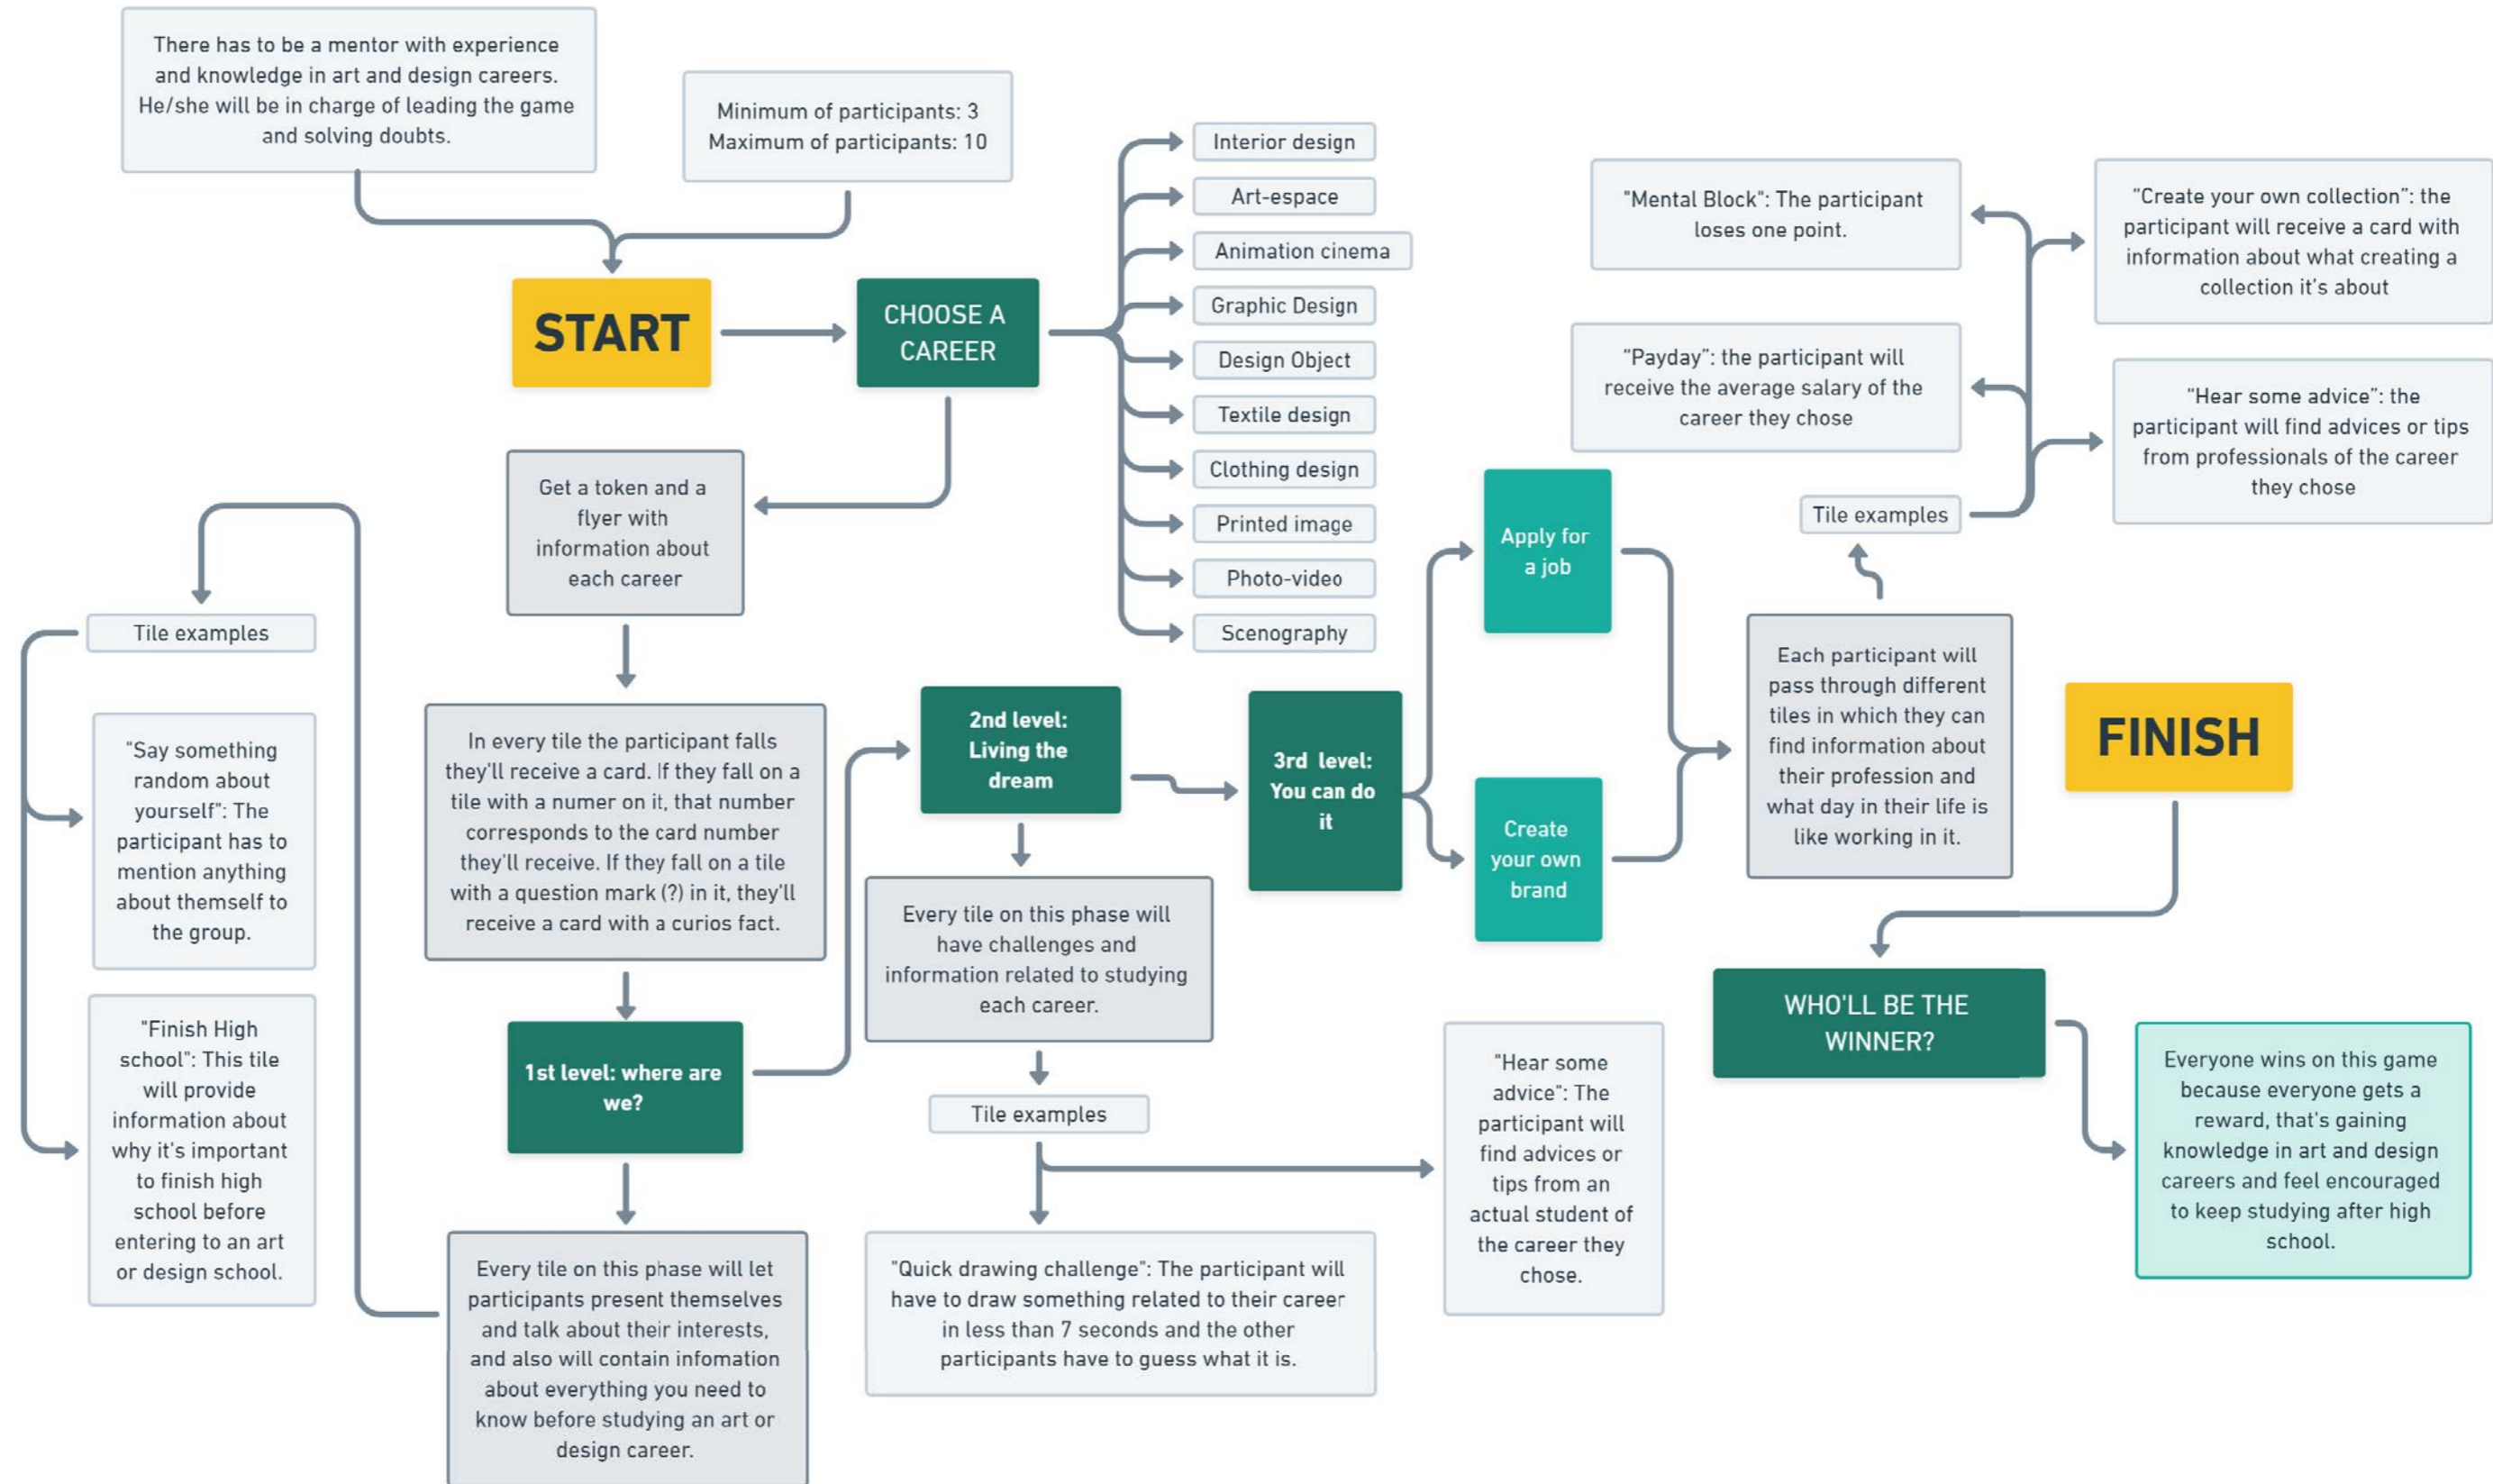 There has to be a mentor with experience
and knowledge in art and design careers.
He/she will be in charge of leading the game
and solving doubts.
Minimum of participants: 3
Maximum of participants: 10
START
CHOOSE A
CAREER
Interior design
Art-espace
Animation cinema
Graphic Design
Design Object
Textile design
Clothing design
Printed image
Photo-video
Scenography
Get a token and a
flyer with
information about
each career
In every tile the participant falls
they'll receive a card. If they fall on a
tile with a numer on it, that number
corresponds to the card number
they'll receive. If they fall on a tile
with a question mark (?) in it, they'll
receive a card with a curios fact.
1st level: where are
we?
Every tile on this phase will let
participants present themselves
and talk about their interests,
and also will contain infomation
about everything you need to
know before studying an art or
design career.
Tile examples
"Say something
random about
yourself": The
participant has to
mention anything
about themself to
the group.
"Finish High
school": This tile
will provide
information about
why it's important
to finish high
school before
entering to an art
or design school.
2nd level:
Living the
dream
Every tile on this phase will
have challenges and
information related to studying
each career.
Tile examples
"Quick drawing challenge": The participant will
have to draw something related to their career
in less than 7 seconds and the other
participants have to guess what it is.
"Hear some
advice": The
participant will
find advices or
tips from an
actual student of
the career they
chose.
3rd level:
You can do
it
Apply for
a job
Create
your own
brand
Each participant will
pass through different
tiles in which they can
find information about
their profession and
what day in their life is
like working in it.
Tile examples
"Mental Block": The participant
loses one point.
"Payday": the participant will
receive the average salary of the
career they chose
"Create your own collection": the
participant will receive a card with
information about what creating a
collection it's about
"Hear some advice": the
participant will find advices or tips
from professionals of the career
they chose
FINISH
WHO'LL BE THE
WINNER?
Everyone wins on this game
because everyone gets a
reward, that's gaining
knowledge in art and design
careers and feel encouraged
to keep studying after high
school.